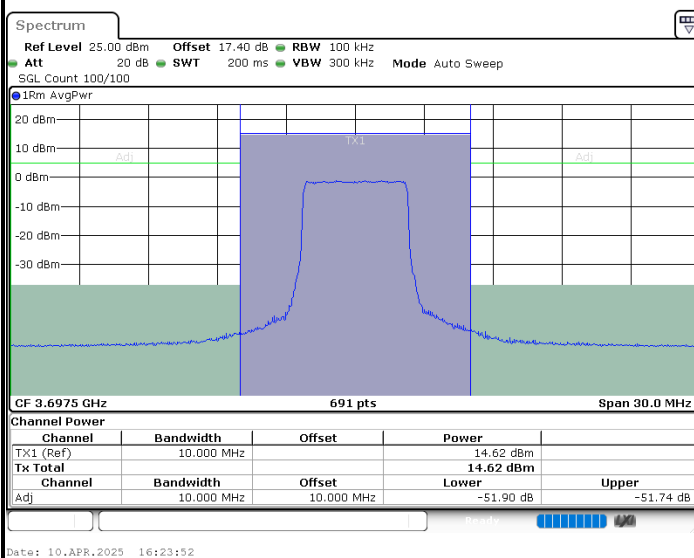 Spectrum
Ref Level 25.00 dBm Offset 17.40 dB RBW 100 kHz
Att 20 dB SWT 200 ms VBW 300 kHz Mode Auto Sweep
SGL Count 100/100
1Rm AvgPwr
20 dBm
TX1
10 dBm
Adj Adj
0 dBm
-10 dBm
-20 dBm
-30 dBm
CF 3.6975 GHz 691 pts Span 30.0 MHz
Channel Power
Channel Bandwidth Offset Power
TX1 (Ref) 10.000 MHz 14.62 dBm
Tx Total 14.62 dBm
Channel Bandwidth Offset Lower Upper
Adj 10.000 MHz 10.000 MHz -51.90 dB -51.74 dB
Ready LXI
Date: 10.APR.2025 16:23:52